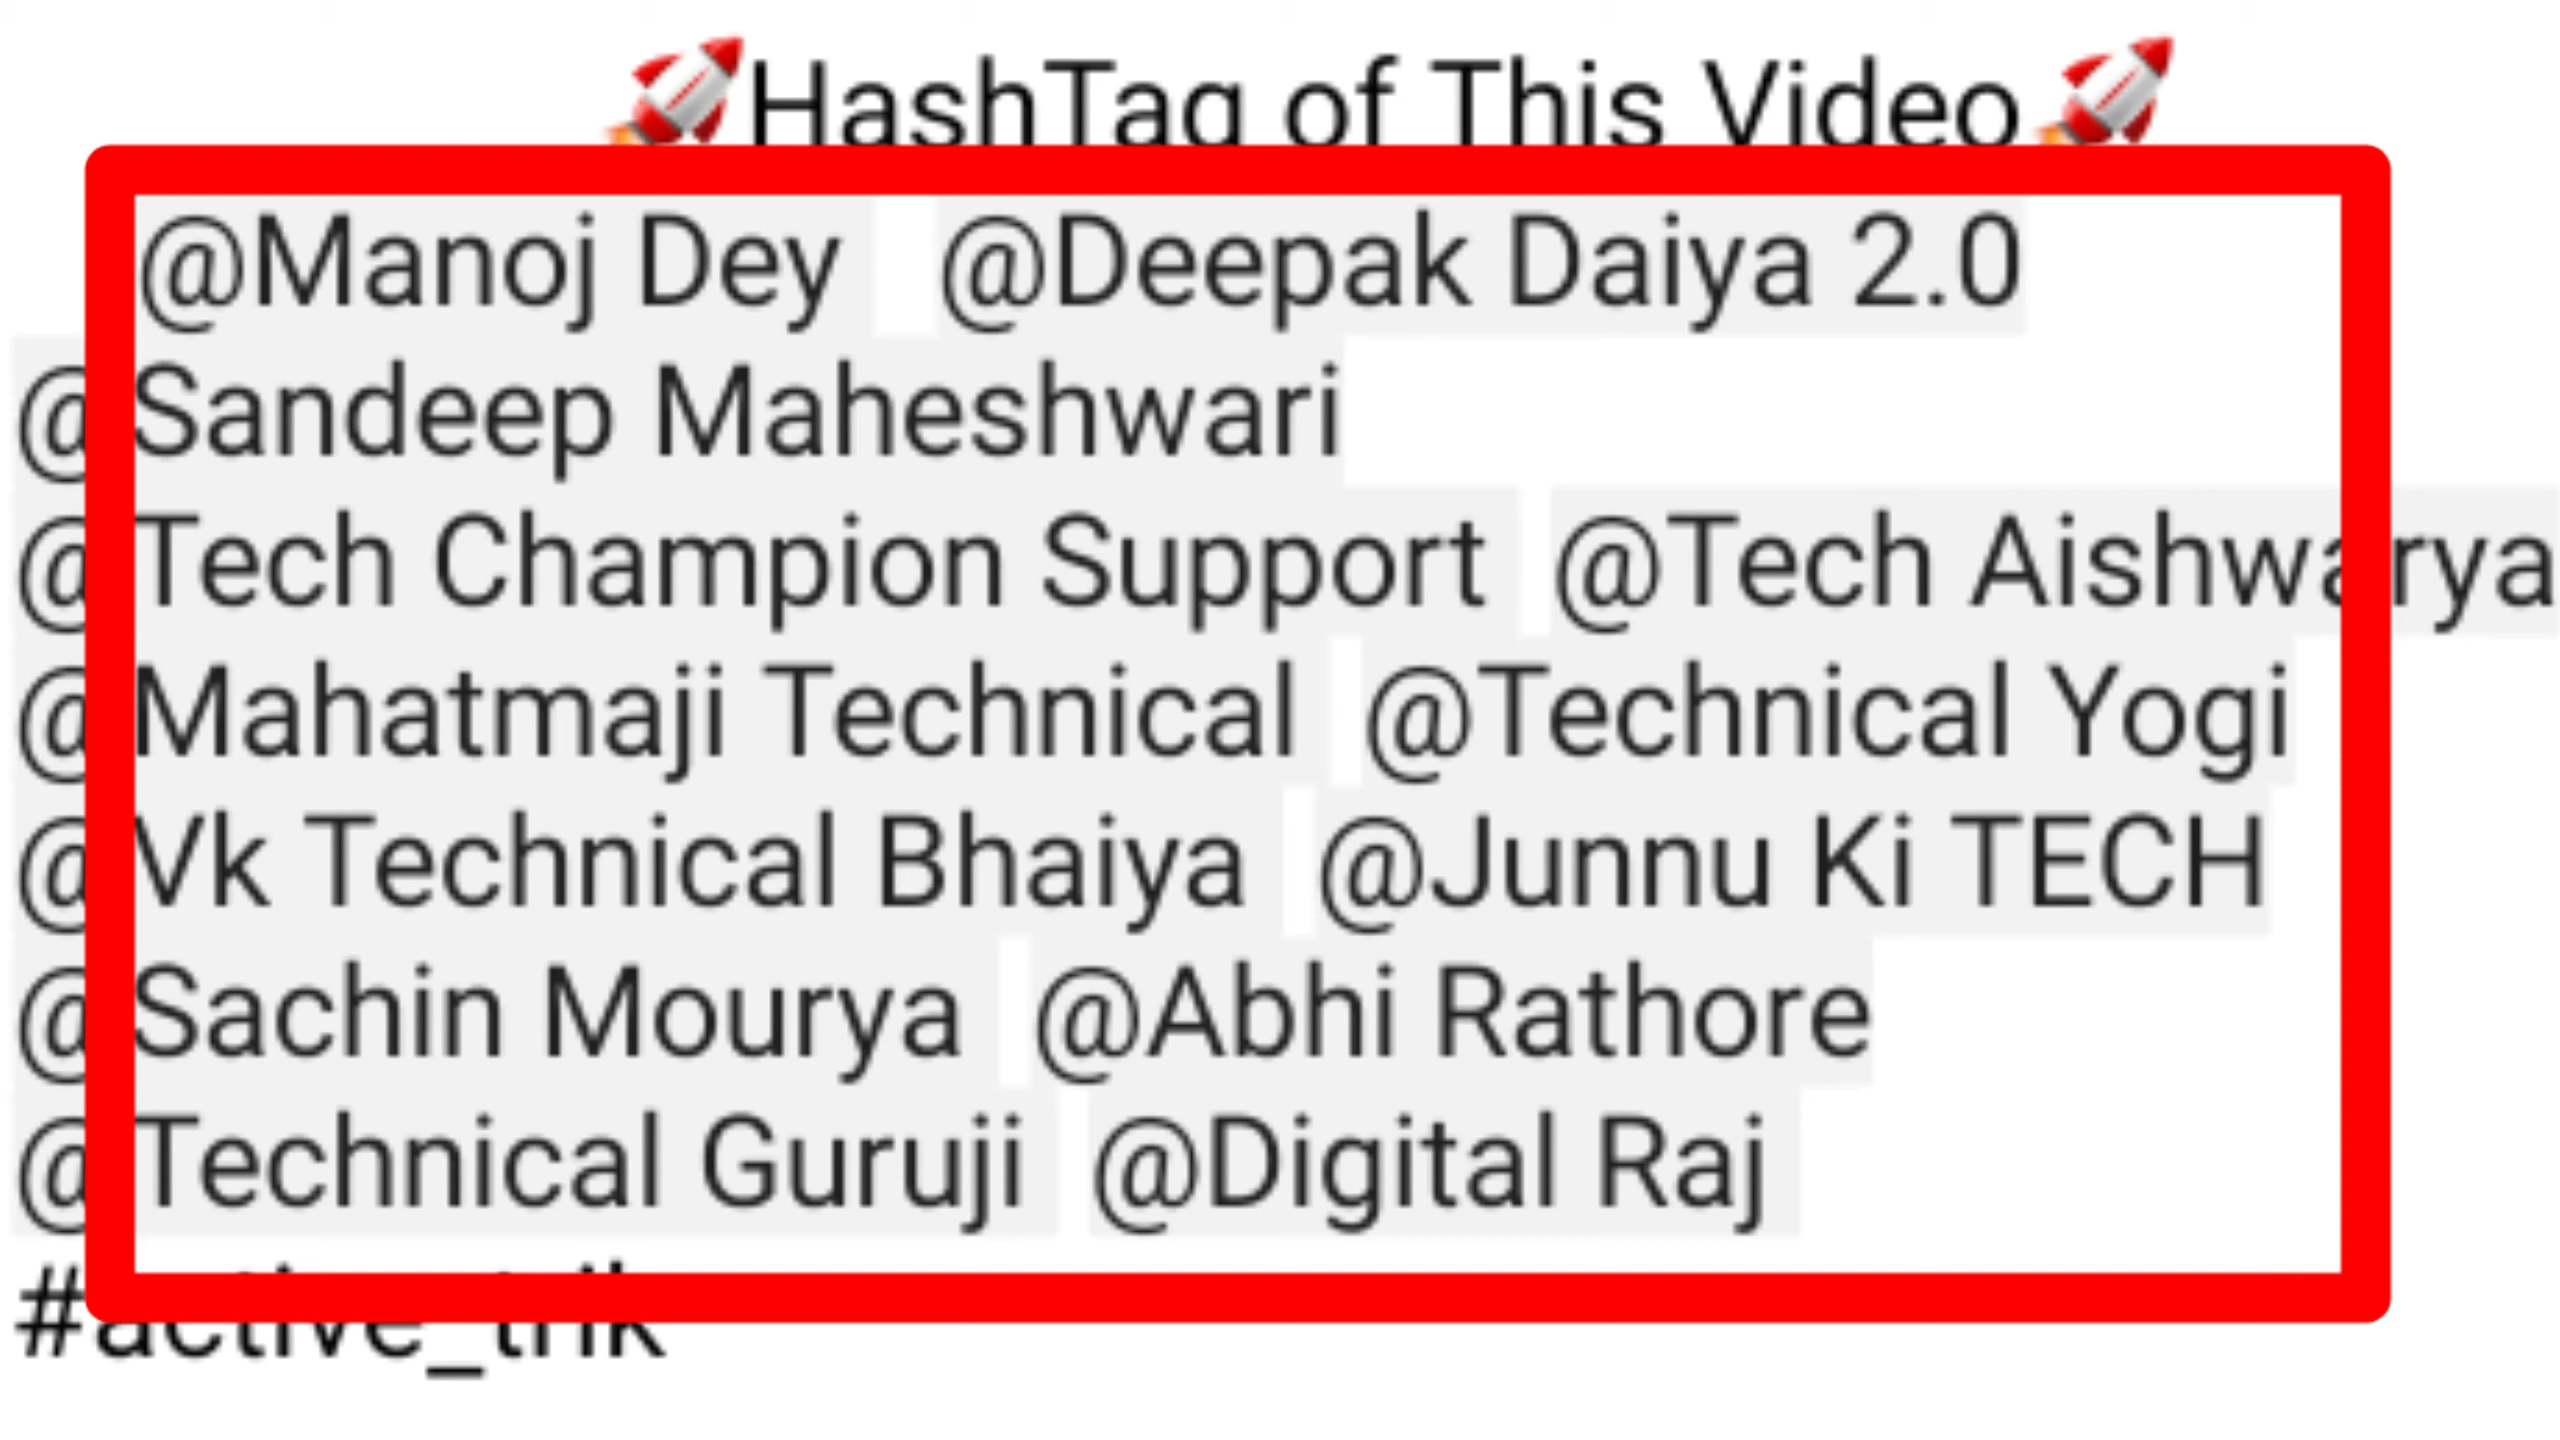 🚀HashTag of This Video🚀
@Manoj Dey @Deepak Daiya 2.0
@Sandeep Maheshwari
@Tech Champion Support @Tech Aishwarya
@Mahatmaji Technical @Technical Yogi
@Vk Technical Bhaiya @Junnu Ki TECH
@Sachin Mourya @Abhi Rathore
@Technical Guruji @Digital Raj
#active_trik